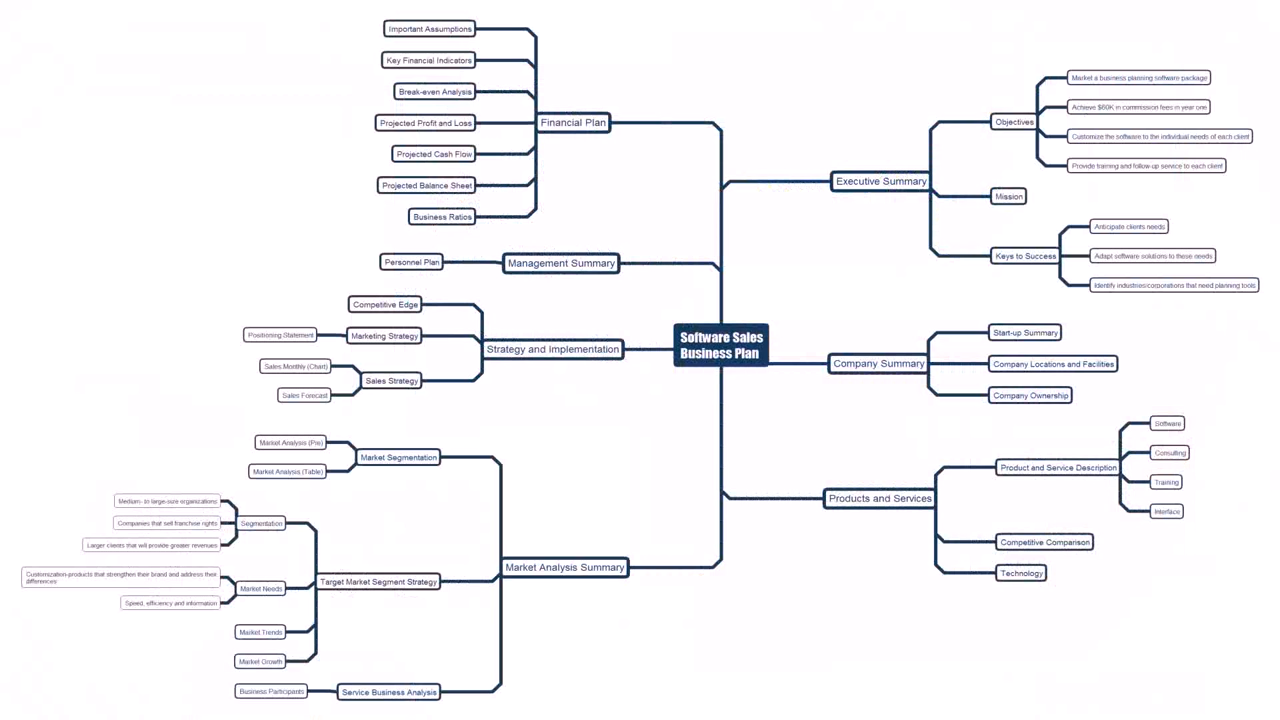 Software Sales
Business Plan
Executive Summary
Objectives
Market a business planning software package
Achieve $60K in commission fees in year one
Customize the software to the individual needs of each client
Provide training and follow-up service to each client
Mission
Keys to Success
Anticipate clients needs
Adapt software solutions to these needs
Identify industries/corporations that need planning tools
Company Summary
Start-up Summary
Company Locations and Facilities
Company Ownership
Products and Services
Product and Service Description
Software
Consulting
Training
Interface
Competitive Comparison
Technology
Financial Plan
Important Assumptions
Key Financial Indicators
Break-even Analysis
Projected Profit and Loss
Projected Cash Flow
Projected Balance Sheet
Business Ratios
Management Summary
Personnel Plan
Strategy and Implementation
Competitive Edge
Marketing Strategy
Positioning Statement
Sales Strategy
Sales Monthly (Chart)
Sales Forecast
Market Analysis Summary
Market Segmentation
Market Analysis (Pie)
Market Analysis (Table)
Target Market Segment Strategy
Segmentation
Medium- to large-size organizations
Companies that sell franchise rights
Larger clients that will provide greater revenues
Market Needs
Customization-products that strengthen their brand and address their
differences
Speed, efficiency and information
Market Trends
Market Growth
Service Business Analysis
Business Participants